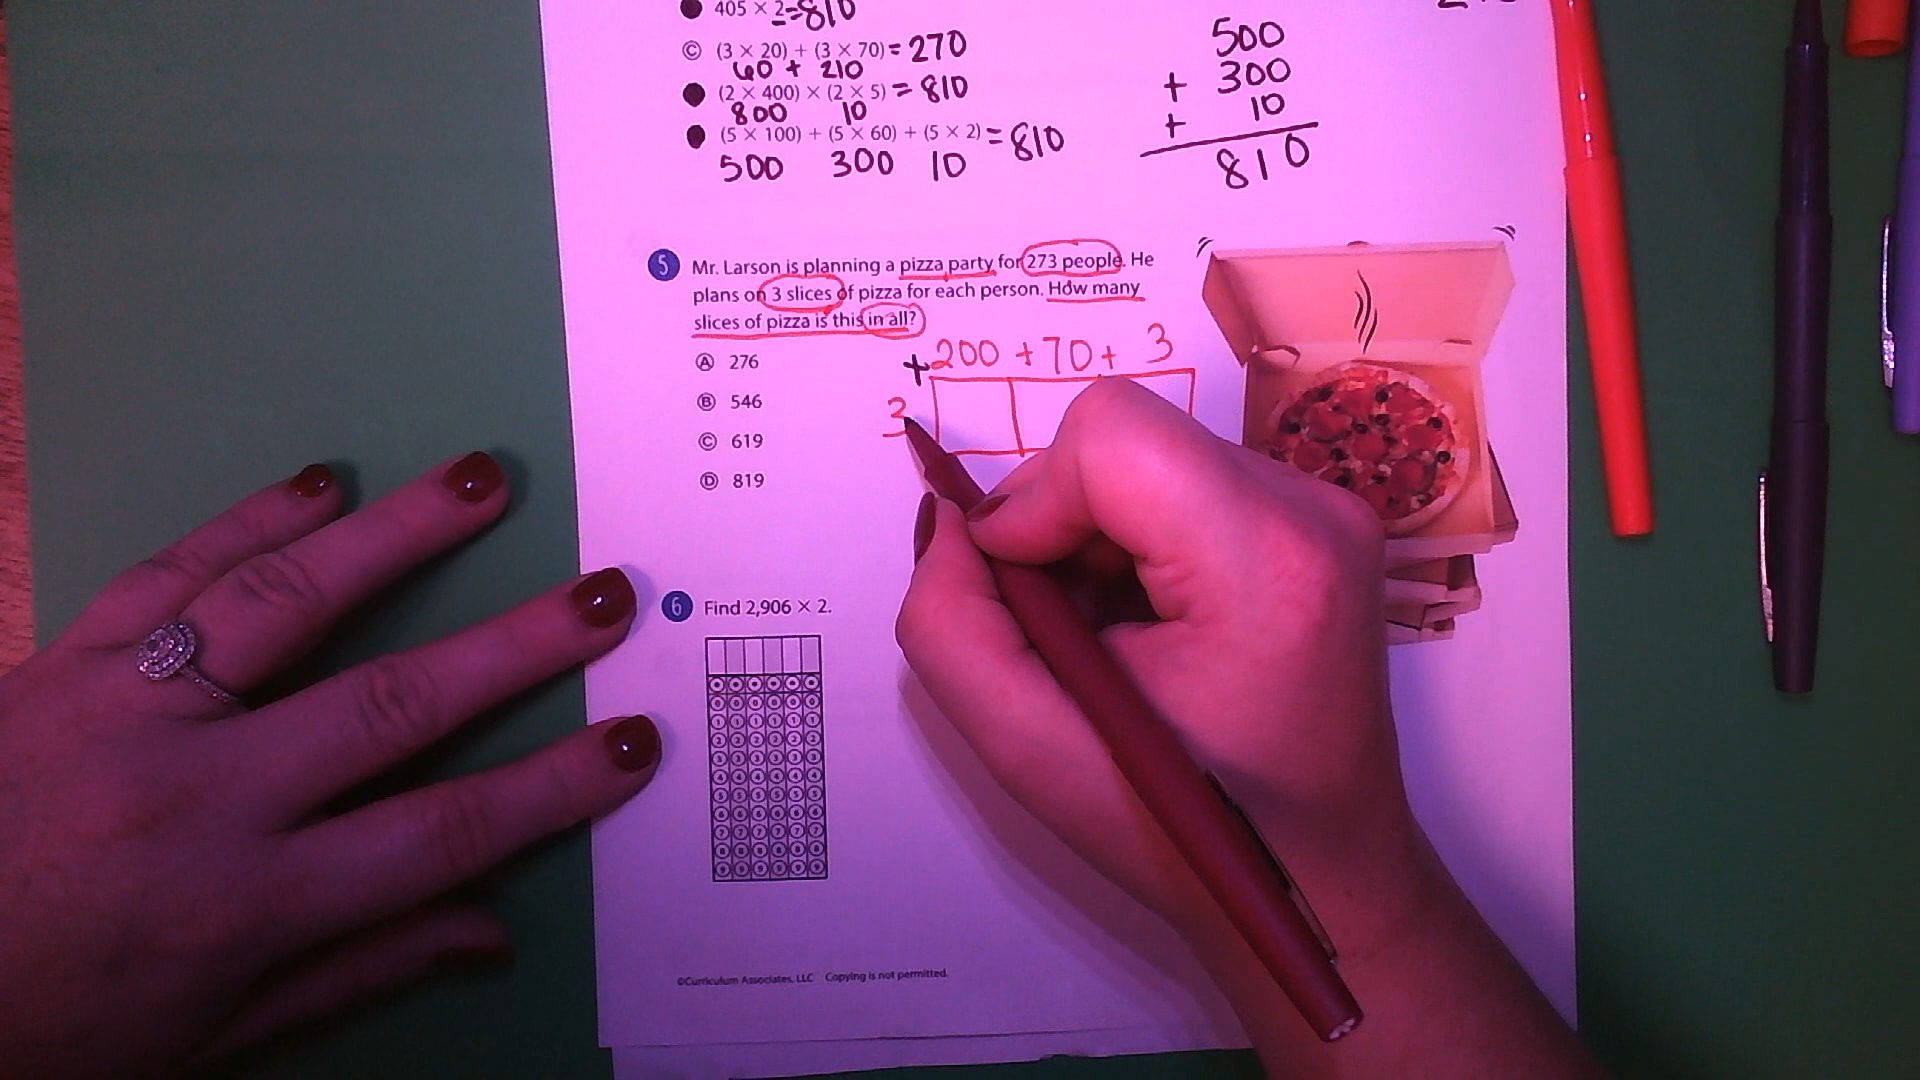 405 × 2 = 810
Ⓒ (3 × 20) + (3 × 70) = 270
60 + 210
(2 × 400) × (2 × 5) = 810
800 10
(5 × 100) + (5 × 60) + (5 × 2) = 810
500 300 10
500
+ 300
+ 10
810
5 Mr. Larson is planning a pizza party for 273 people. He
plans on 3 slices of pizza for each person. How many
slices of pizza is this in all?
Ⓐ 276
Ⓑ 546
Ⓒ 619
Ⓓ 819
+ 200 + 70 + 3
3
6 Find 2,906 × 2.
©Curriculum Associates, LLC Copying is not permitted.